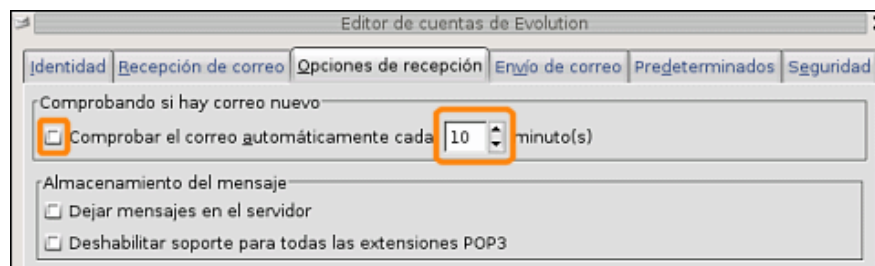 Editor de cuentas de Evolution
Identidad Recepción de correo Opciones de recepción Envío de correo Predeterminados Seguridad
Comprobando si hay correo nuevo
Comprobar el correo automáticamente cada 10 minuto(s)
Almacenamiento del mensaje
Dejar mensajes en el servidor
Deshabilitar soporte para todas las extensiones POP3